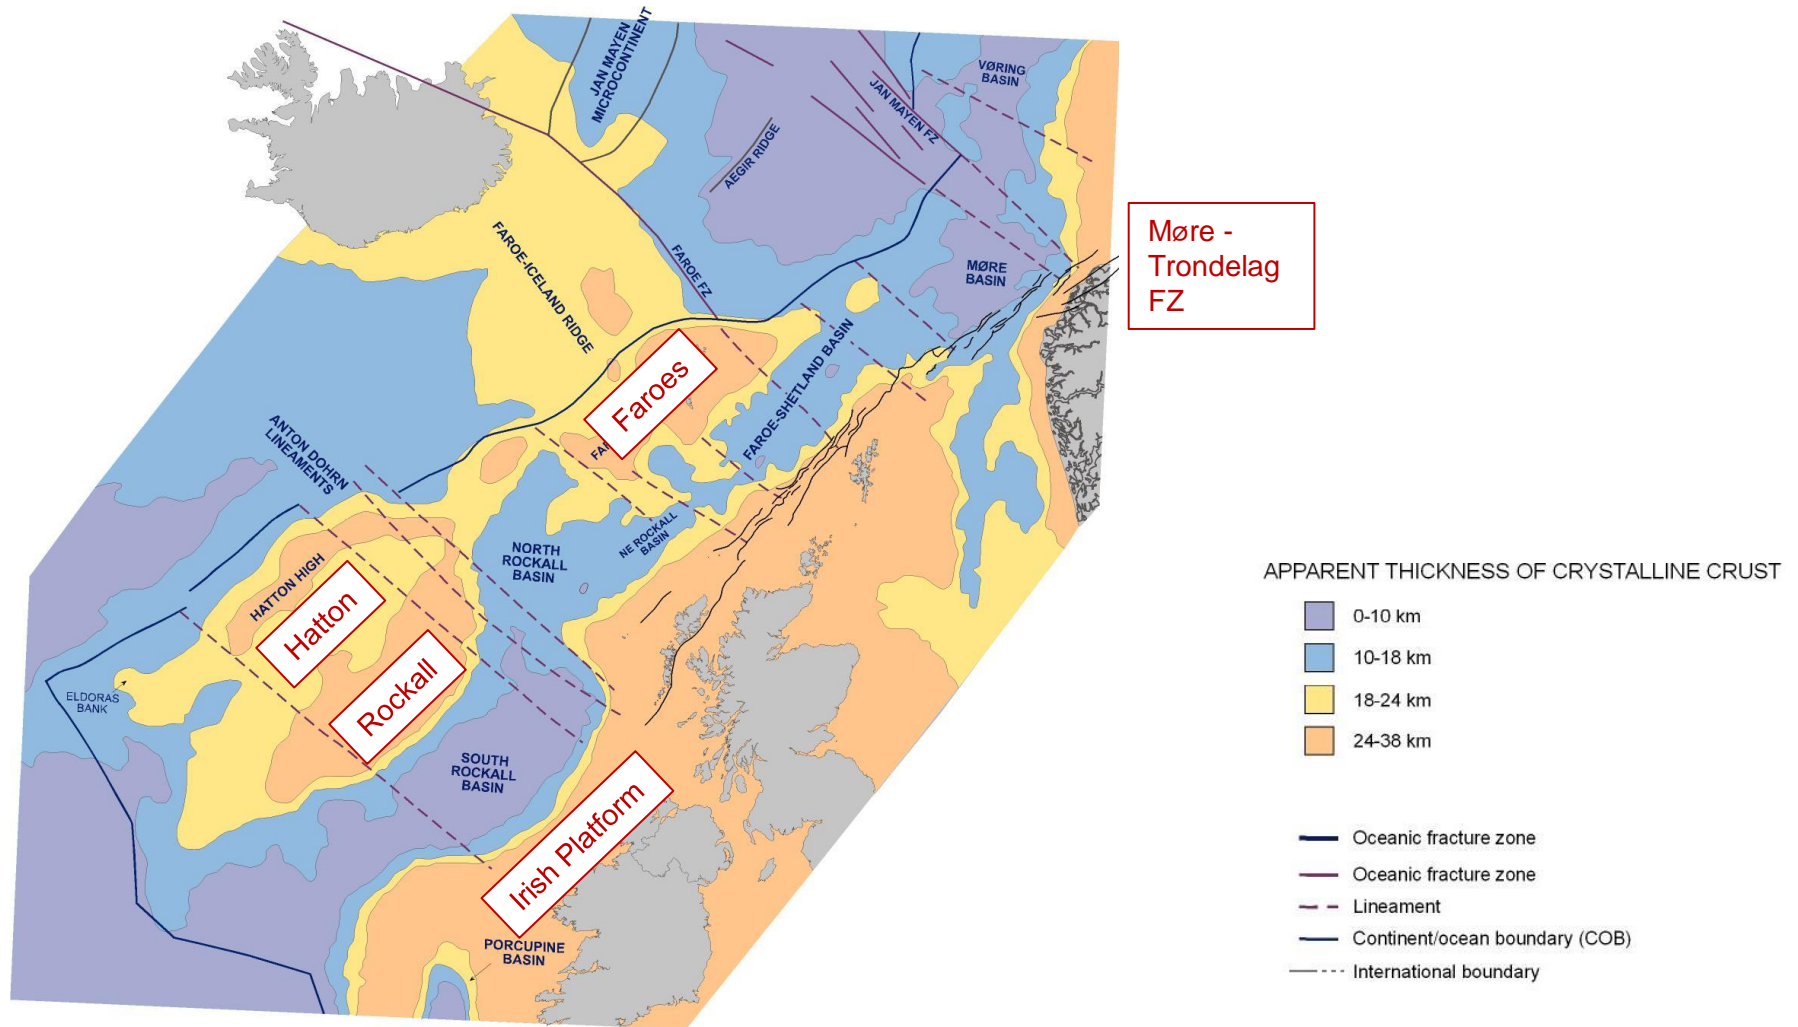 JAN MAYEN
MICROCONTINENT
VØRING
BASIN
JAN MAYEN FZ
AEGIR RIDGE
FAROE-ICELAND RIDGE
FAROE FZ
MØRE
BASIN
Møre -
Trondelag
FZ
Faroes
FA
FAROE-SHETLAND BASIN
ANTON DOHRN
LINEAMENTS
NORTH
ROCKALL
BASIN
NE ROCKALL
BASIN
HATTON HIGH
Hatton
Rockall
ELDORAS
BANK
SOUTH
ROCKALL
BASIN
Irish Platform
PORCUPINE
BASIN
APPARENT THICKNESS OF CRYSTALLINE CRUST
0-10 km
10-18 km
18-24 km
24-38 km
Oceanic fracture zone
Oceanic fracture zone
Lineament
Continent/ocean boundary (COB)
International boundary